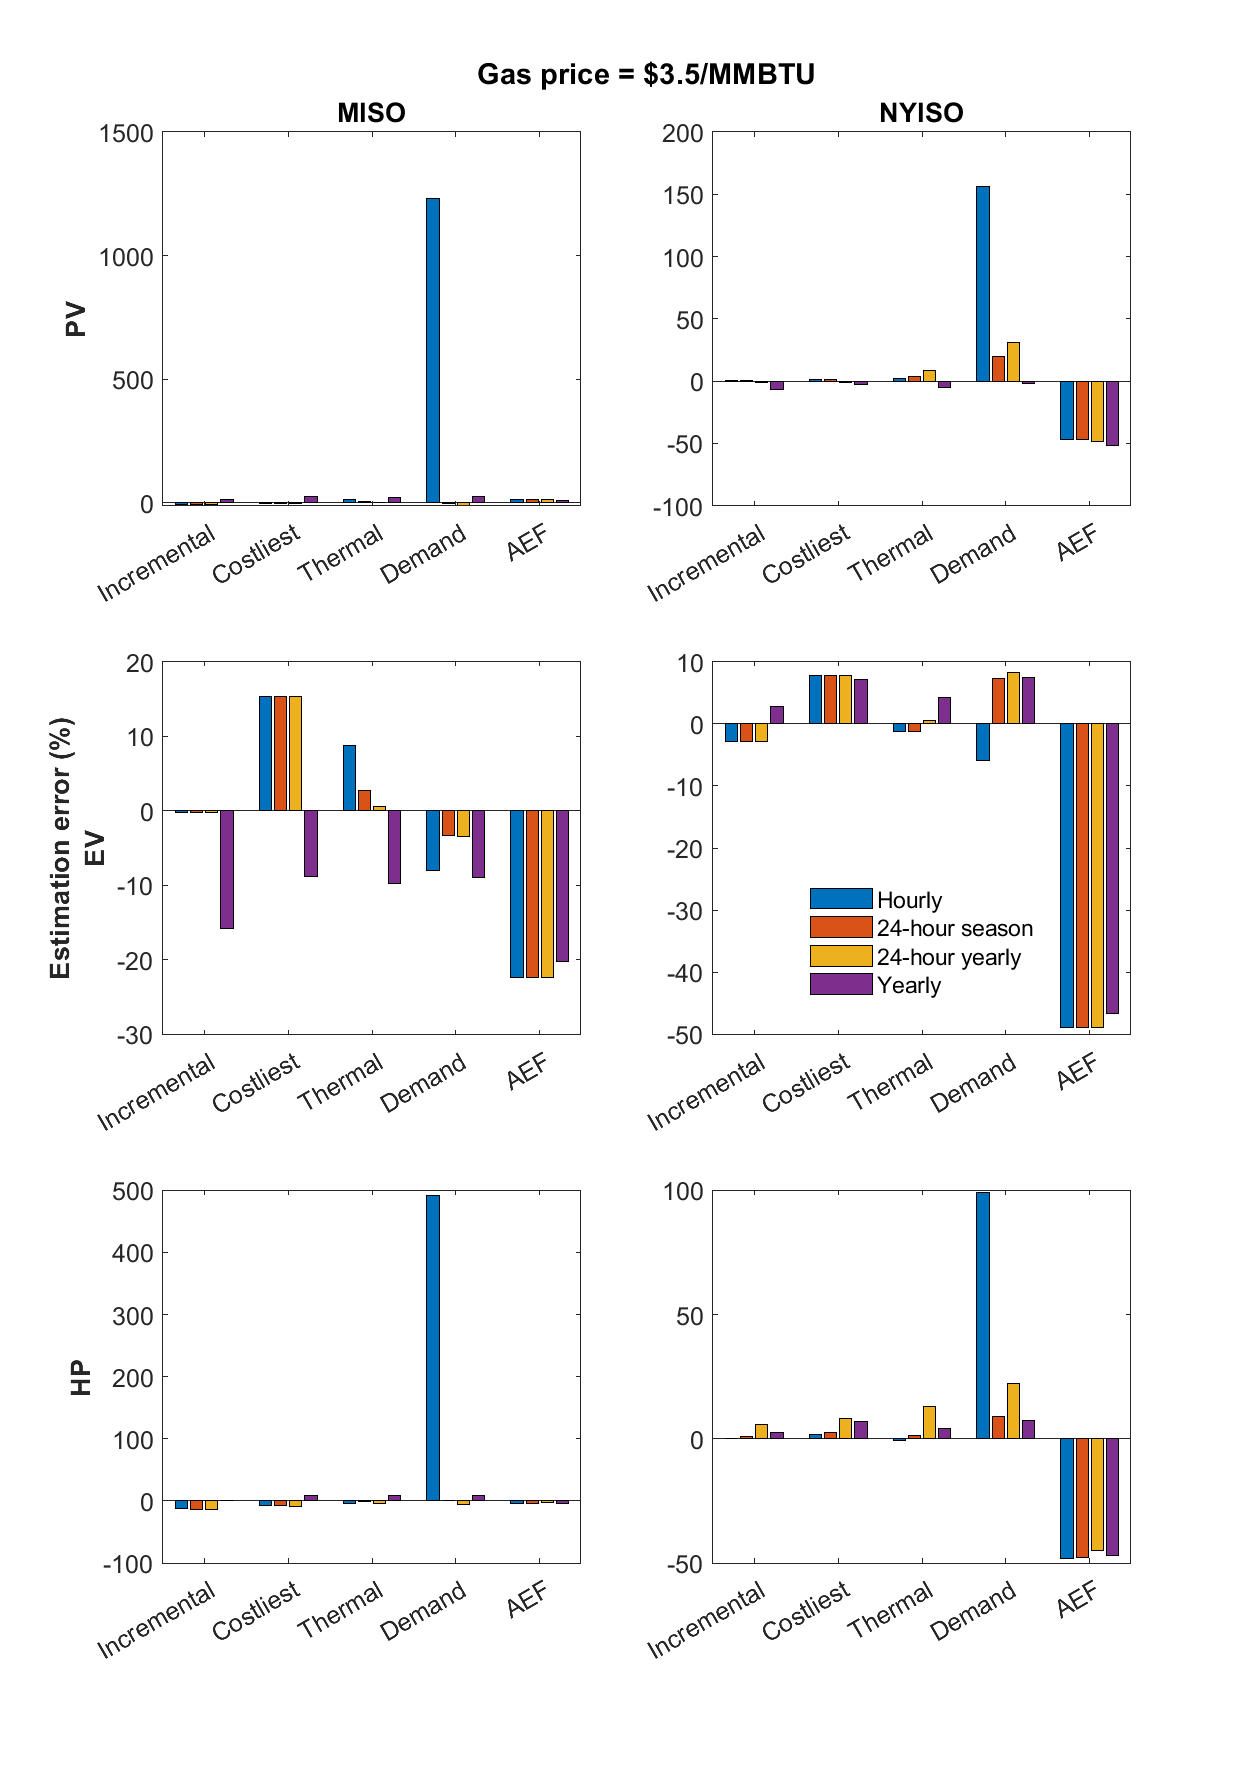 Gas price = $3.5/MMBTU
MISO
1500
1000
500
0
PV
Incremental
Costliest
Thermal
Demand
AEF
NYISO
200
150
100
50
0
-50
-100
Incremental
Costliest
Thermal
Demand
AEF
Estimation error (%)
EV
20
10
0
-10
-20
-30
Incremental
Costliest
Thermal
Demand
AEF
10
0
-10
-20
-30
-40
-50
Hourly
24-hour season
24-hour yearly
Yearly
Incremental
Costliest
Thermal
Demand
AEF
HP
500
400
300
200
100
0
-100
Incremental
Costliest
Thermal
Demand
AEF
100
50
0
-50
Incremental
Costliest
Thermal
Demand
AEF